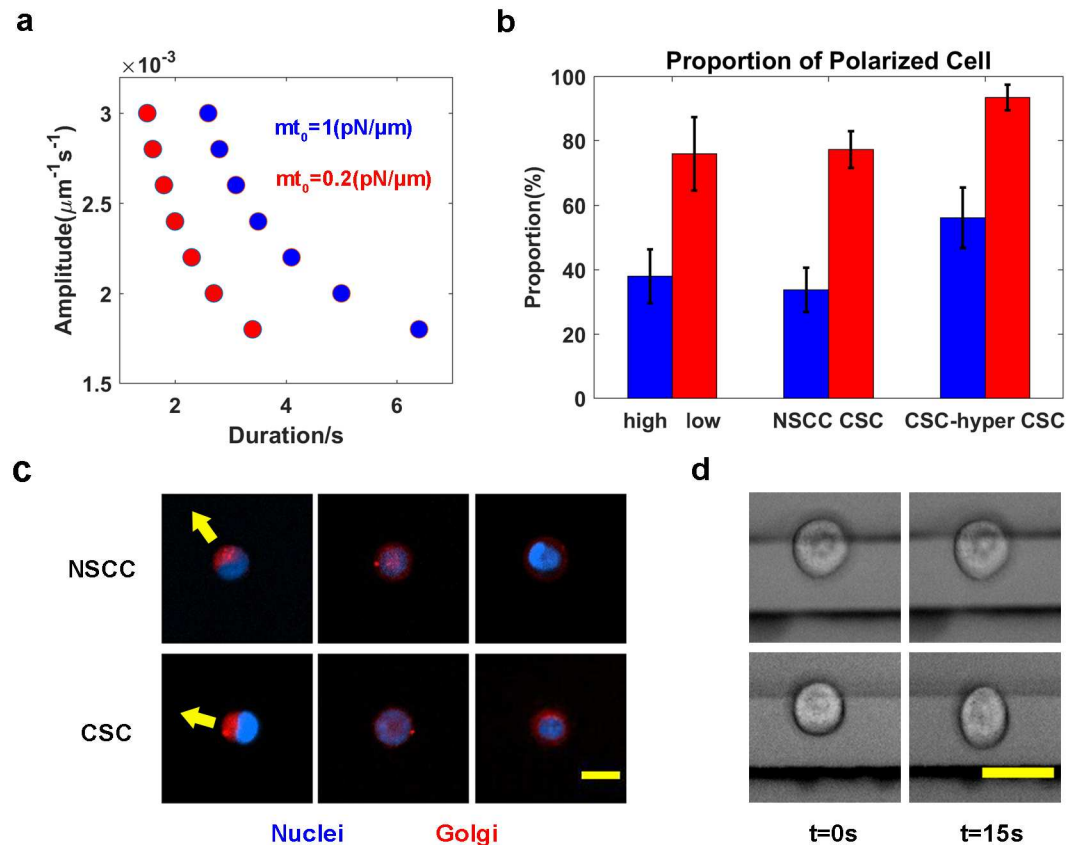 a
×10⁻³
3
2.5
2
1.5
Amplitude(μm⁻¹s⁻¹)
mt₀=1(pN/μm)
mt₀=0.2(pN/μm)
2 4 6
Duration/s
b
Proportion of Polarized Cell
100
80
60
40
20
0
Proportion(%)
high low NSCC CSC CSC-hyper CSC
c
NSCC
CSC
Nuclei Golgi
d
t=0s t=15s